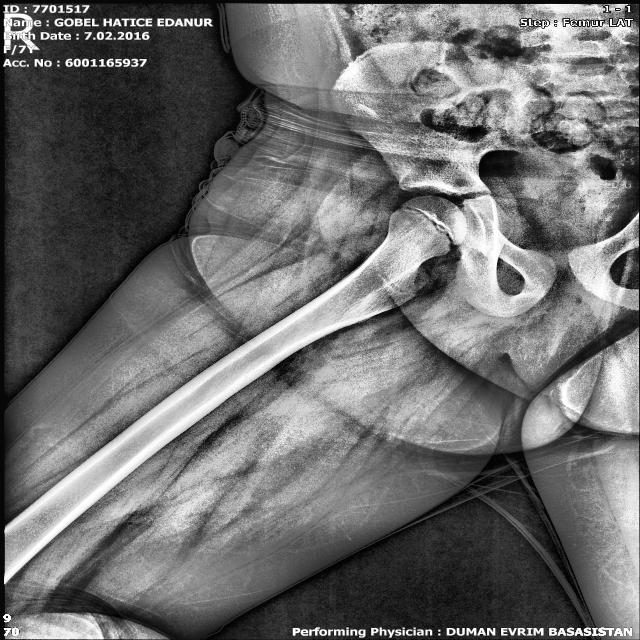 ID : 7701517
Name : GOBEL HATICE EDANUR
Birth Date : 7.02.2016
F/7
Acc. No : 6001165937
1 - 1
Step : Femur LAT
R
9
70
Performing Physician : DUMAN EVRIM BASASISTAN